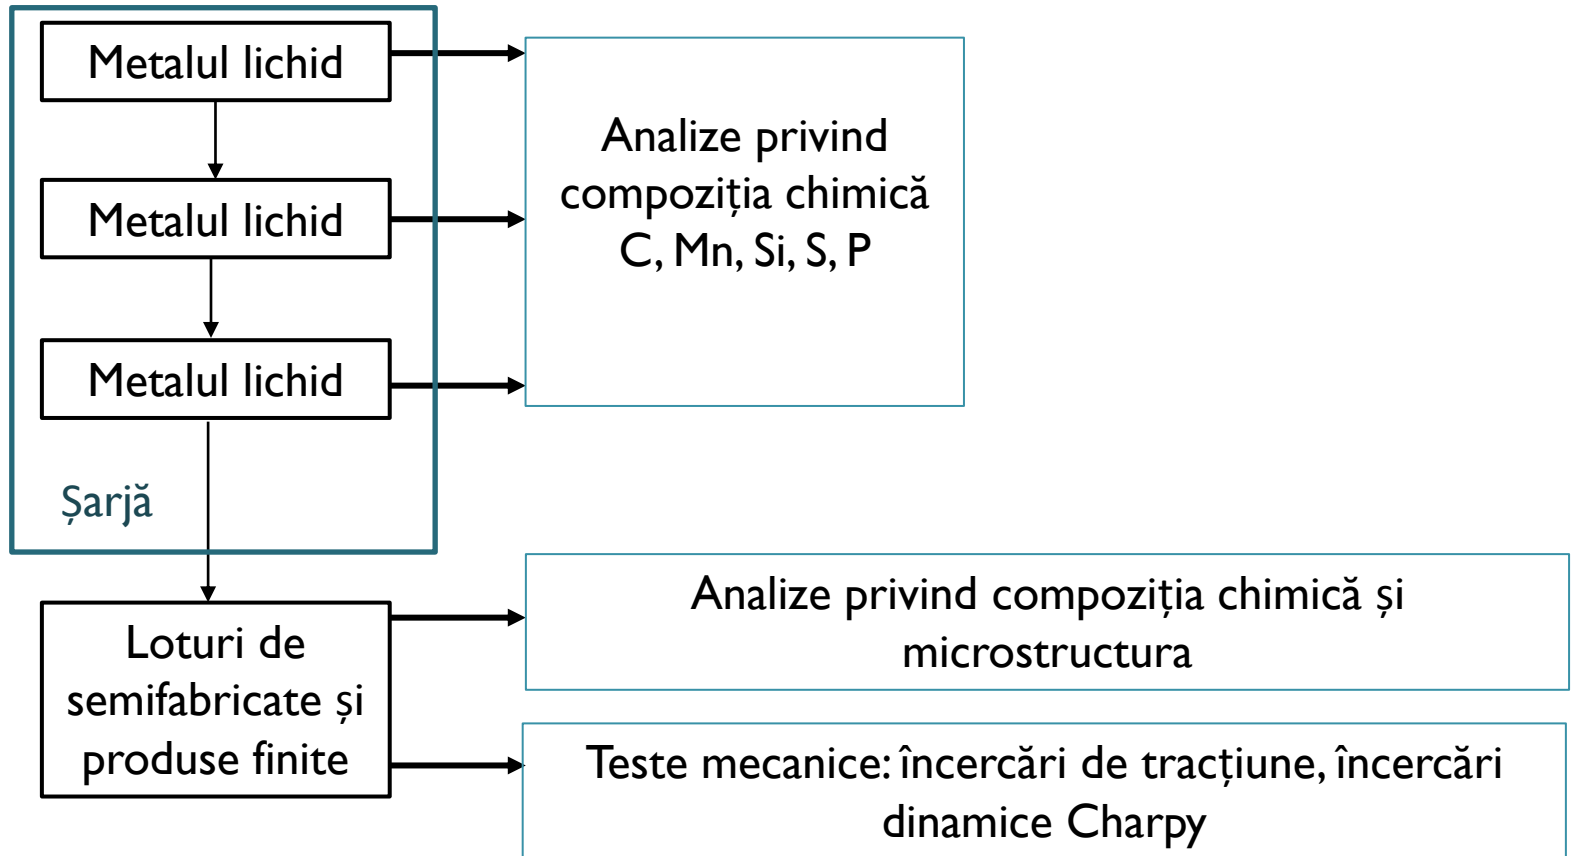 Metalul lichid
Metalul lichid
Metalul lichid
Șarjă
Analize privind
compoziția chimică
C, Mn, Si, S, P
Loturi de
semifabricate și
produse finite
Analize privind compoziția chimică și
microstructura
Teste mecanice: încercări de tracțiune, încercări
dinamice Charpy